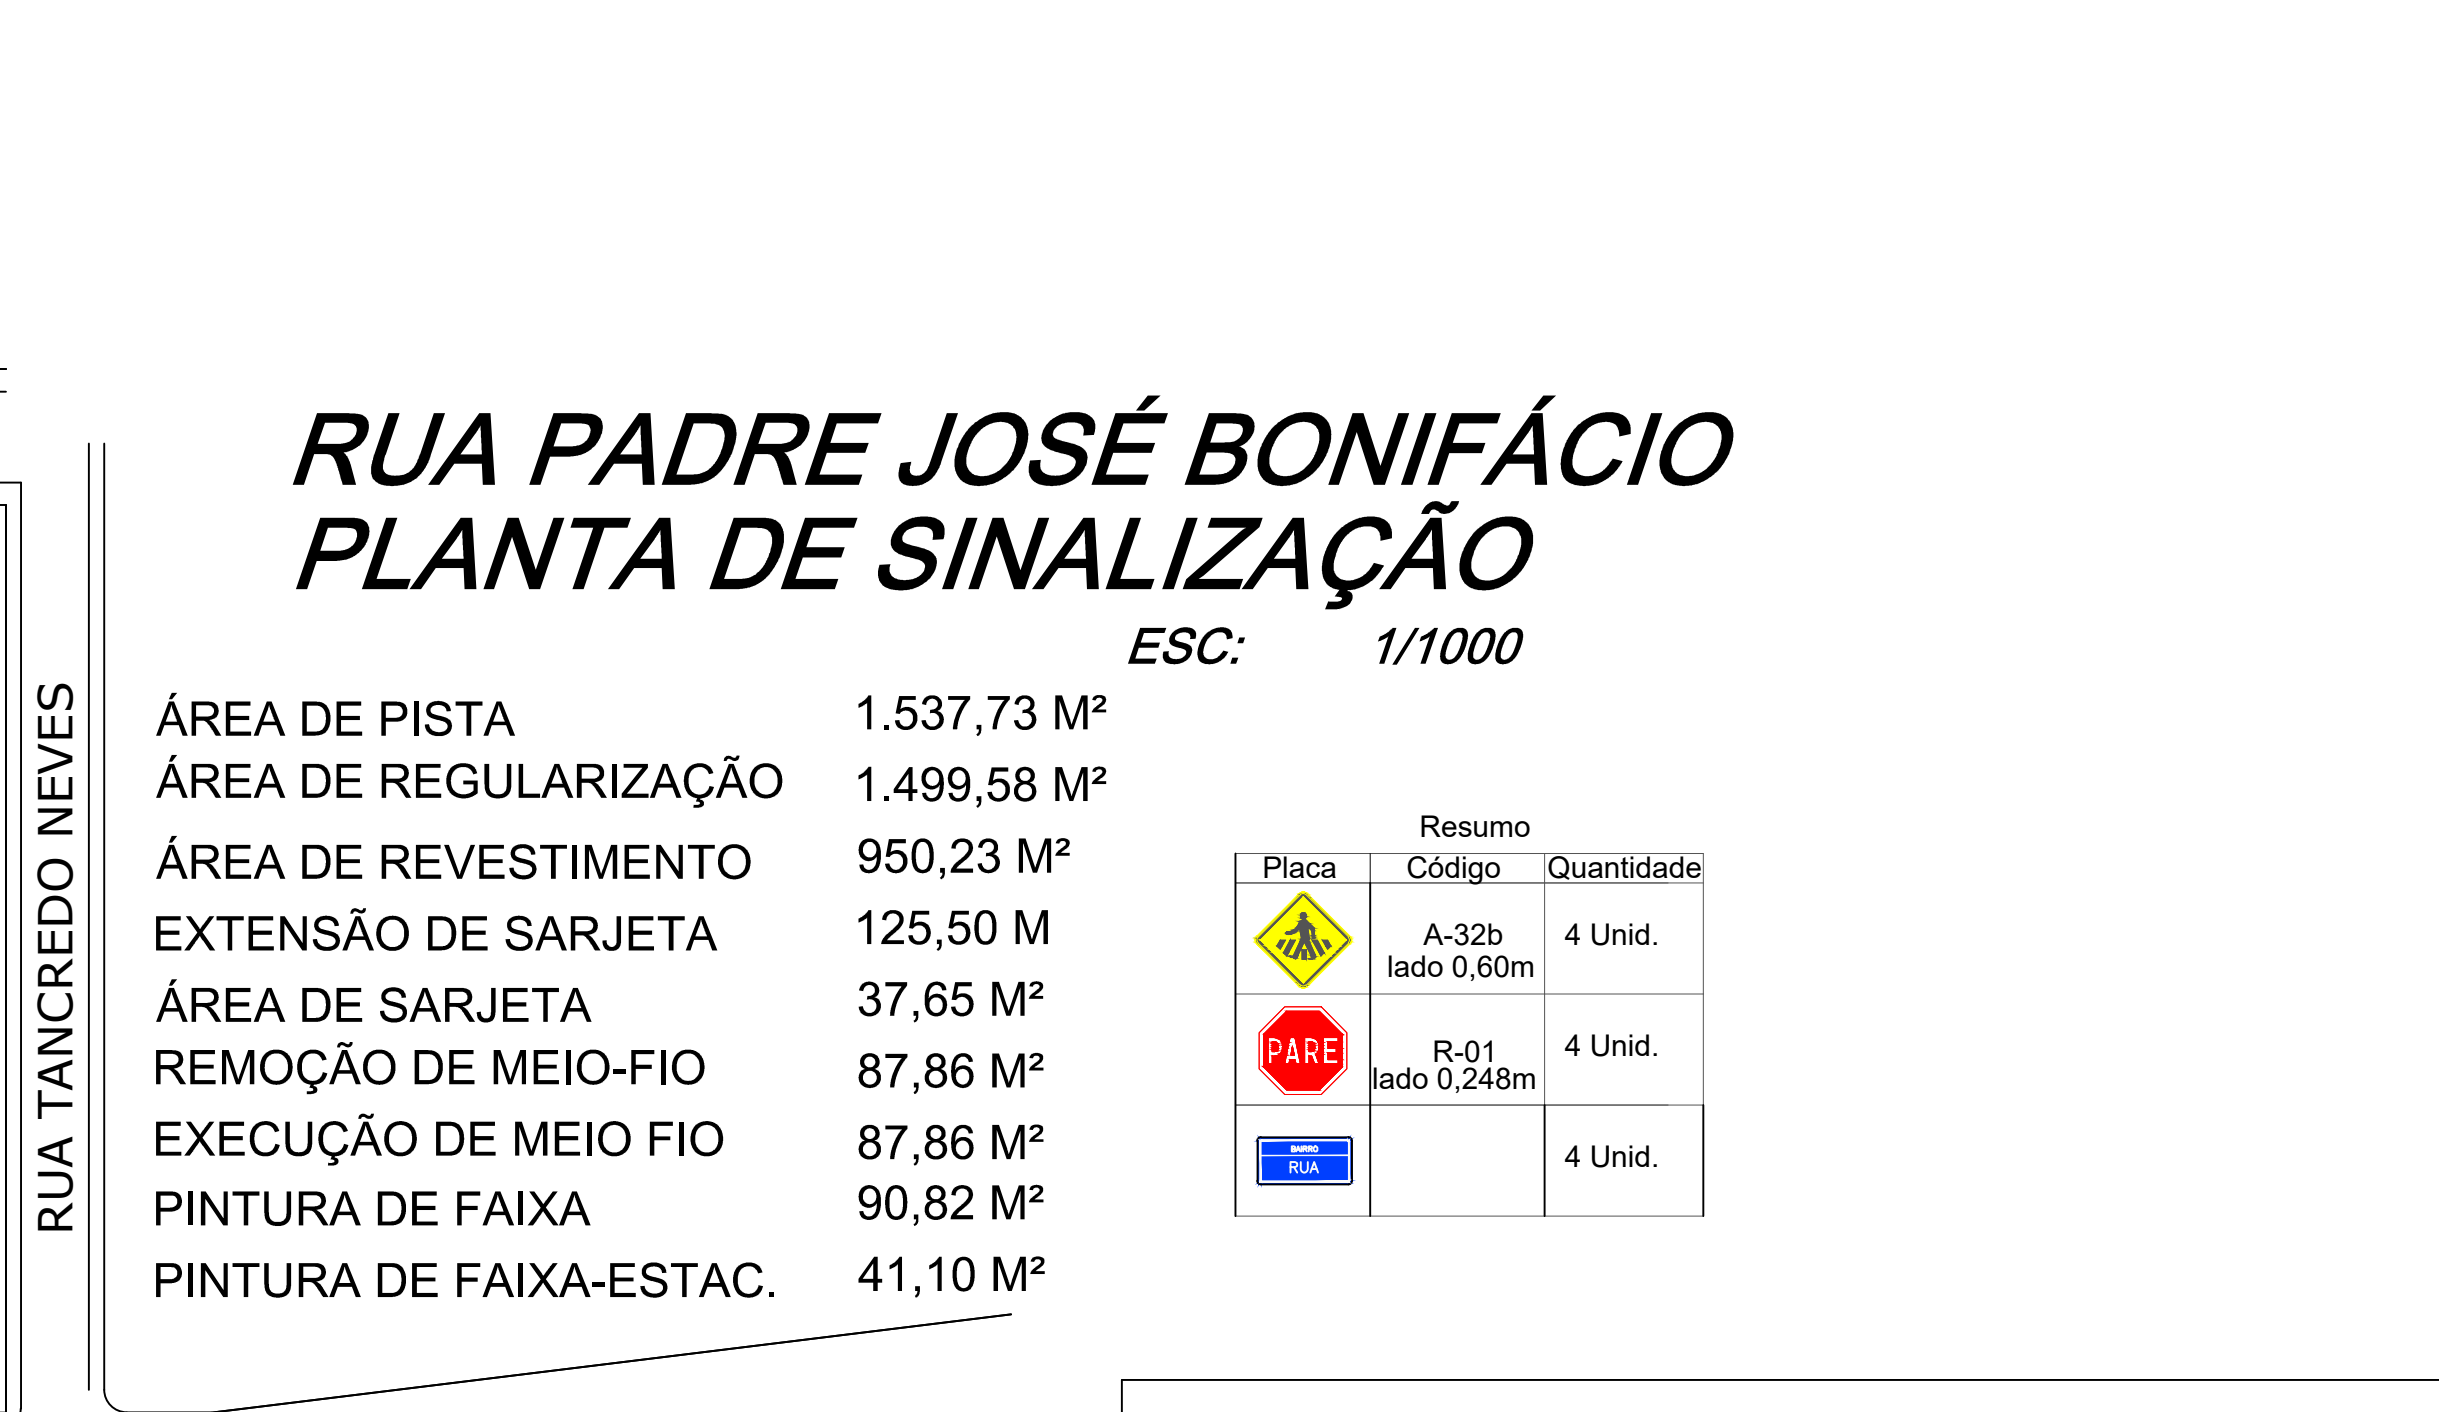 RUA PADRE JOSÉ BONIFÁCIO
PLANTA DE SINALIZAÇÃO
ESC: 1/1000
RUA TANCREDO NEVES
ÁREA DE PISTA 1.537,73 M²
ÁREA DE REGULARIZAÇÃO 1.499,58 M²
ÁREA DE REVESTIMENTO 950,23 M²
EXTENSÃO DE SARJETA 125,50 M
ÁREA DE SARJETA 37,65 M²
REMOÇÃO DE MEIO-FIO 87,86 M²
EXECUÇÃO DE MEIO FIO 87,86 M²
PINTURA DE FAIXA 90,82 M²
PINTURA DE FAIXA-ESTAC. 41,10 M²
Resumo
Placa Código Quantidade
A-32b 4 Unid.
lado 0,60m
PARE R-01 4 Unid.
lado 0,248m
BAIRRO
RUA 4 Unid.